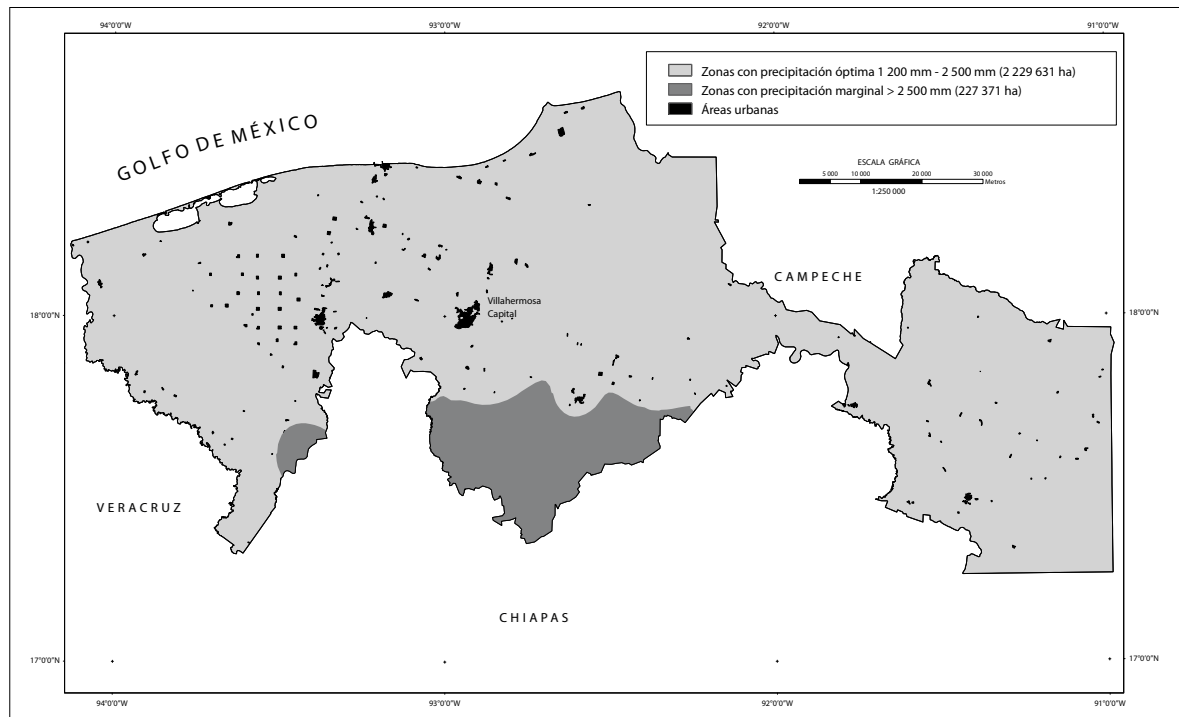 94°0'0"W
93°0'0"W
92°0'0"W
91°0'0"W
Zonas con precipitación óptima 1 200 mm - 2 500 mm (2 229 631 ha)
Zonas con precipitación marginal > 2 500 mm (227 371 ha)
Áreas urbanas
GOLFO DE MÉXICO
ESCALA GRÁFICA
5 000
10 000
20 000
30 000
Metros
1:250 000
CAMPECHE
Villahermosa
Capital
18°0'0"N
18°0'0"N
VERACRUZ
CHIAPAS
17°0'0"N
17°0'0"N
94°0'0"W
93°0'0"W
92°0'0"W
91°0'0"W